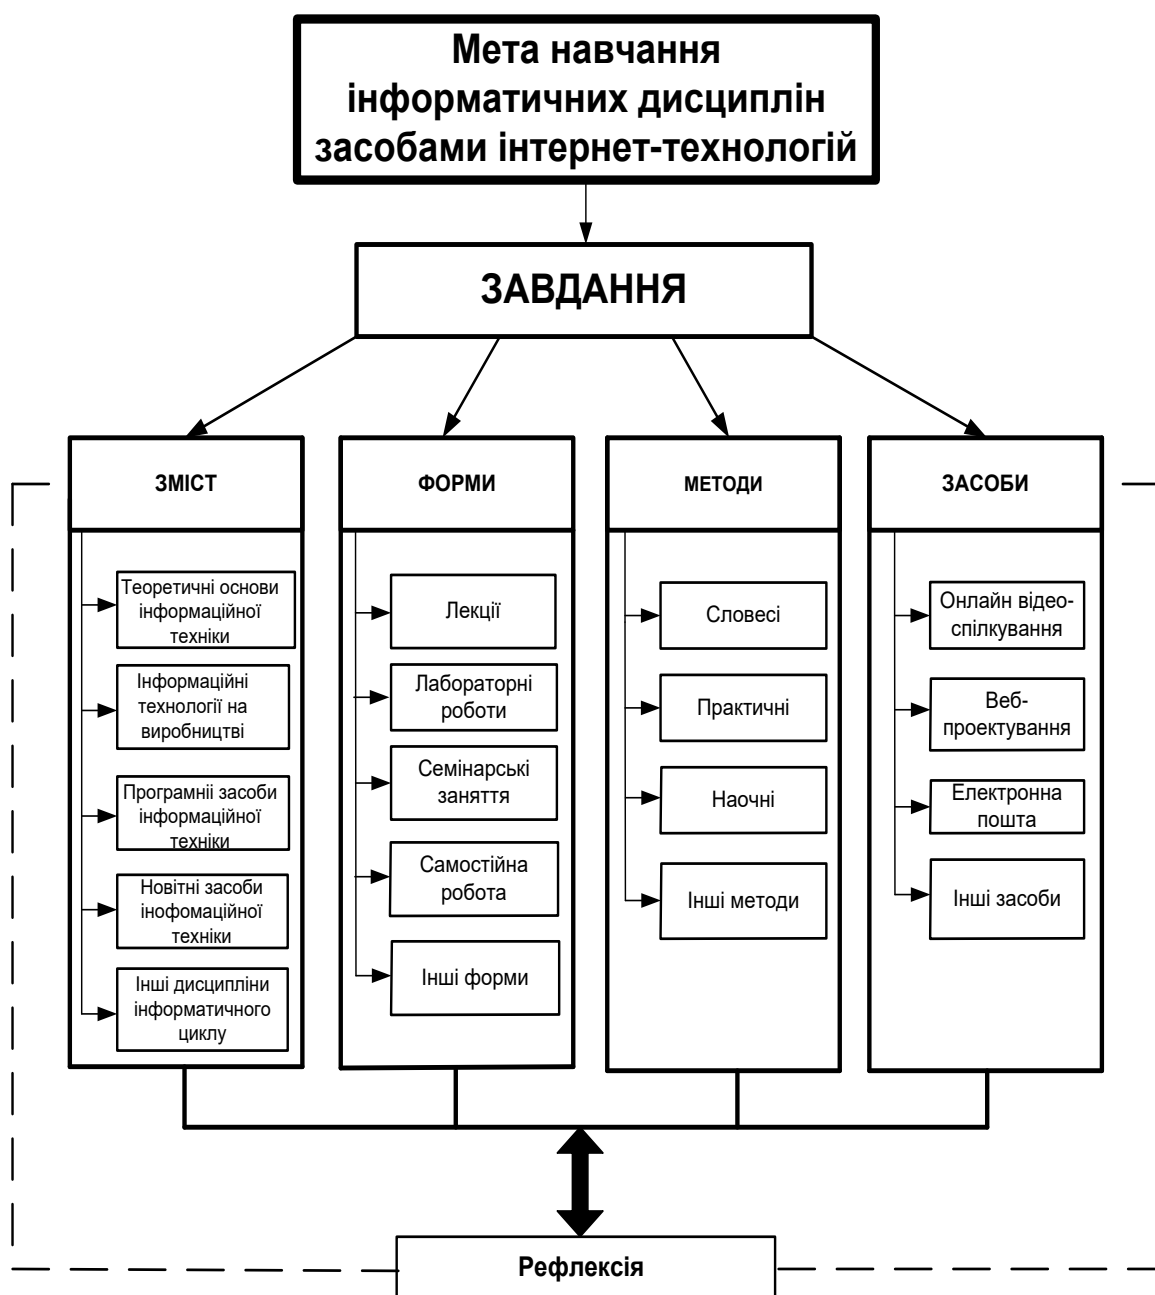 Мета навчання
інформатичних дисциплін
засобами інтернет-технологій
ЗАВДАННЯ
ЗМІСТ
Теоретичні основи
інформаційної
техніки
Інформаційні
технології на
виробництві
Програмніі засоби
інформаційної
техніки
Новітні засоби
інофомаційної
техніки
Інші дисципліни
інформатичного
циклу
ФОРМИ
Лекції
Лабораторні
роботи
Семінарські
заняття
Самостійна
робота
Інші форми
МЕТОДИ
Словесі
Практичні
Наочні
Інші методи
ЗАСОБИ
Онлайн відео-
спілкування
Веб-
проектування
Електронна
пошта
Інші засоби
Рефлексія